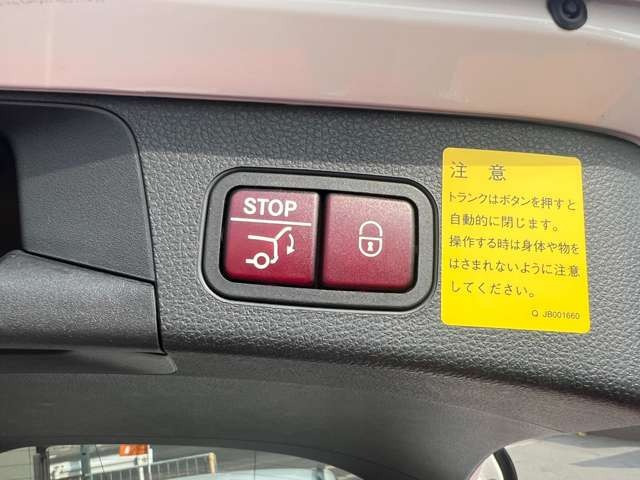 STOP
注意
トランクはボタンを押すと
自動的に閉じます。
操作する時は身体や物を
はさまれないように注意
してください。
Q JB001660